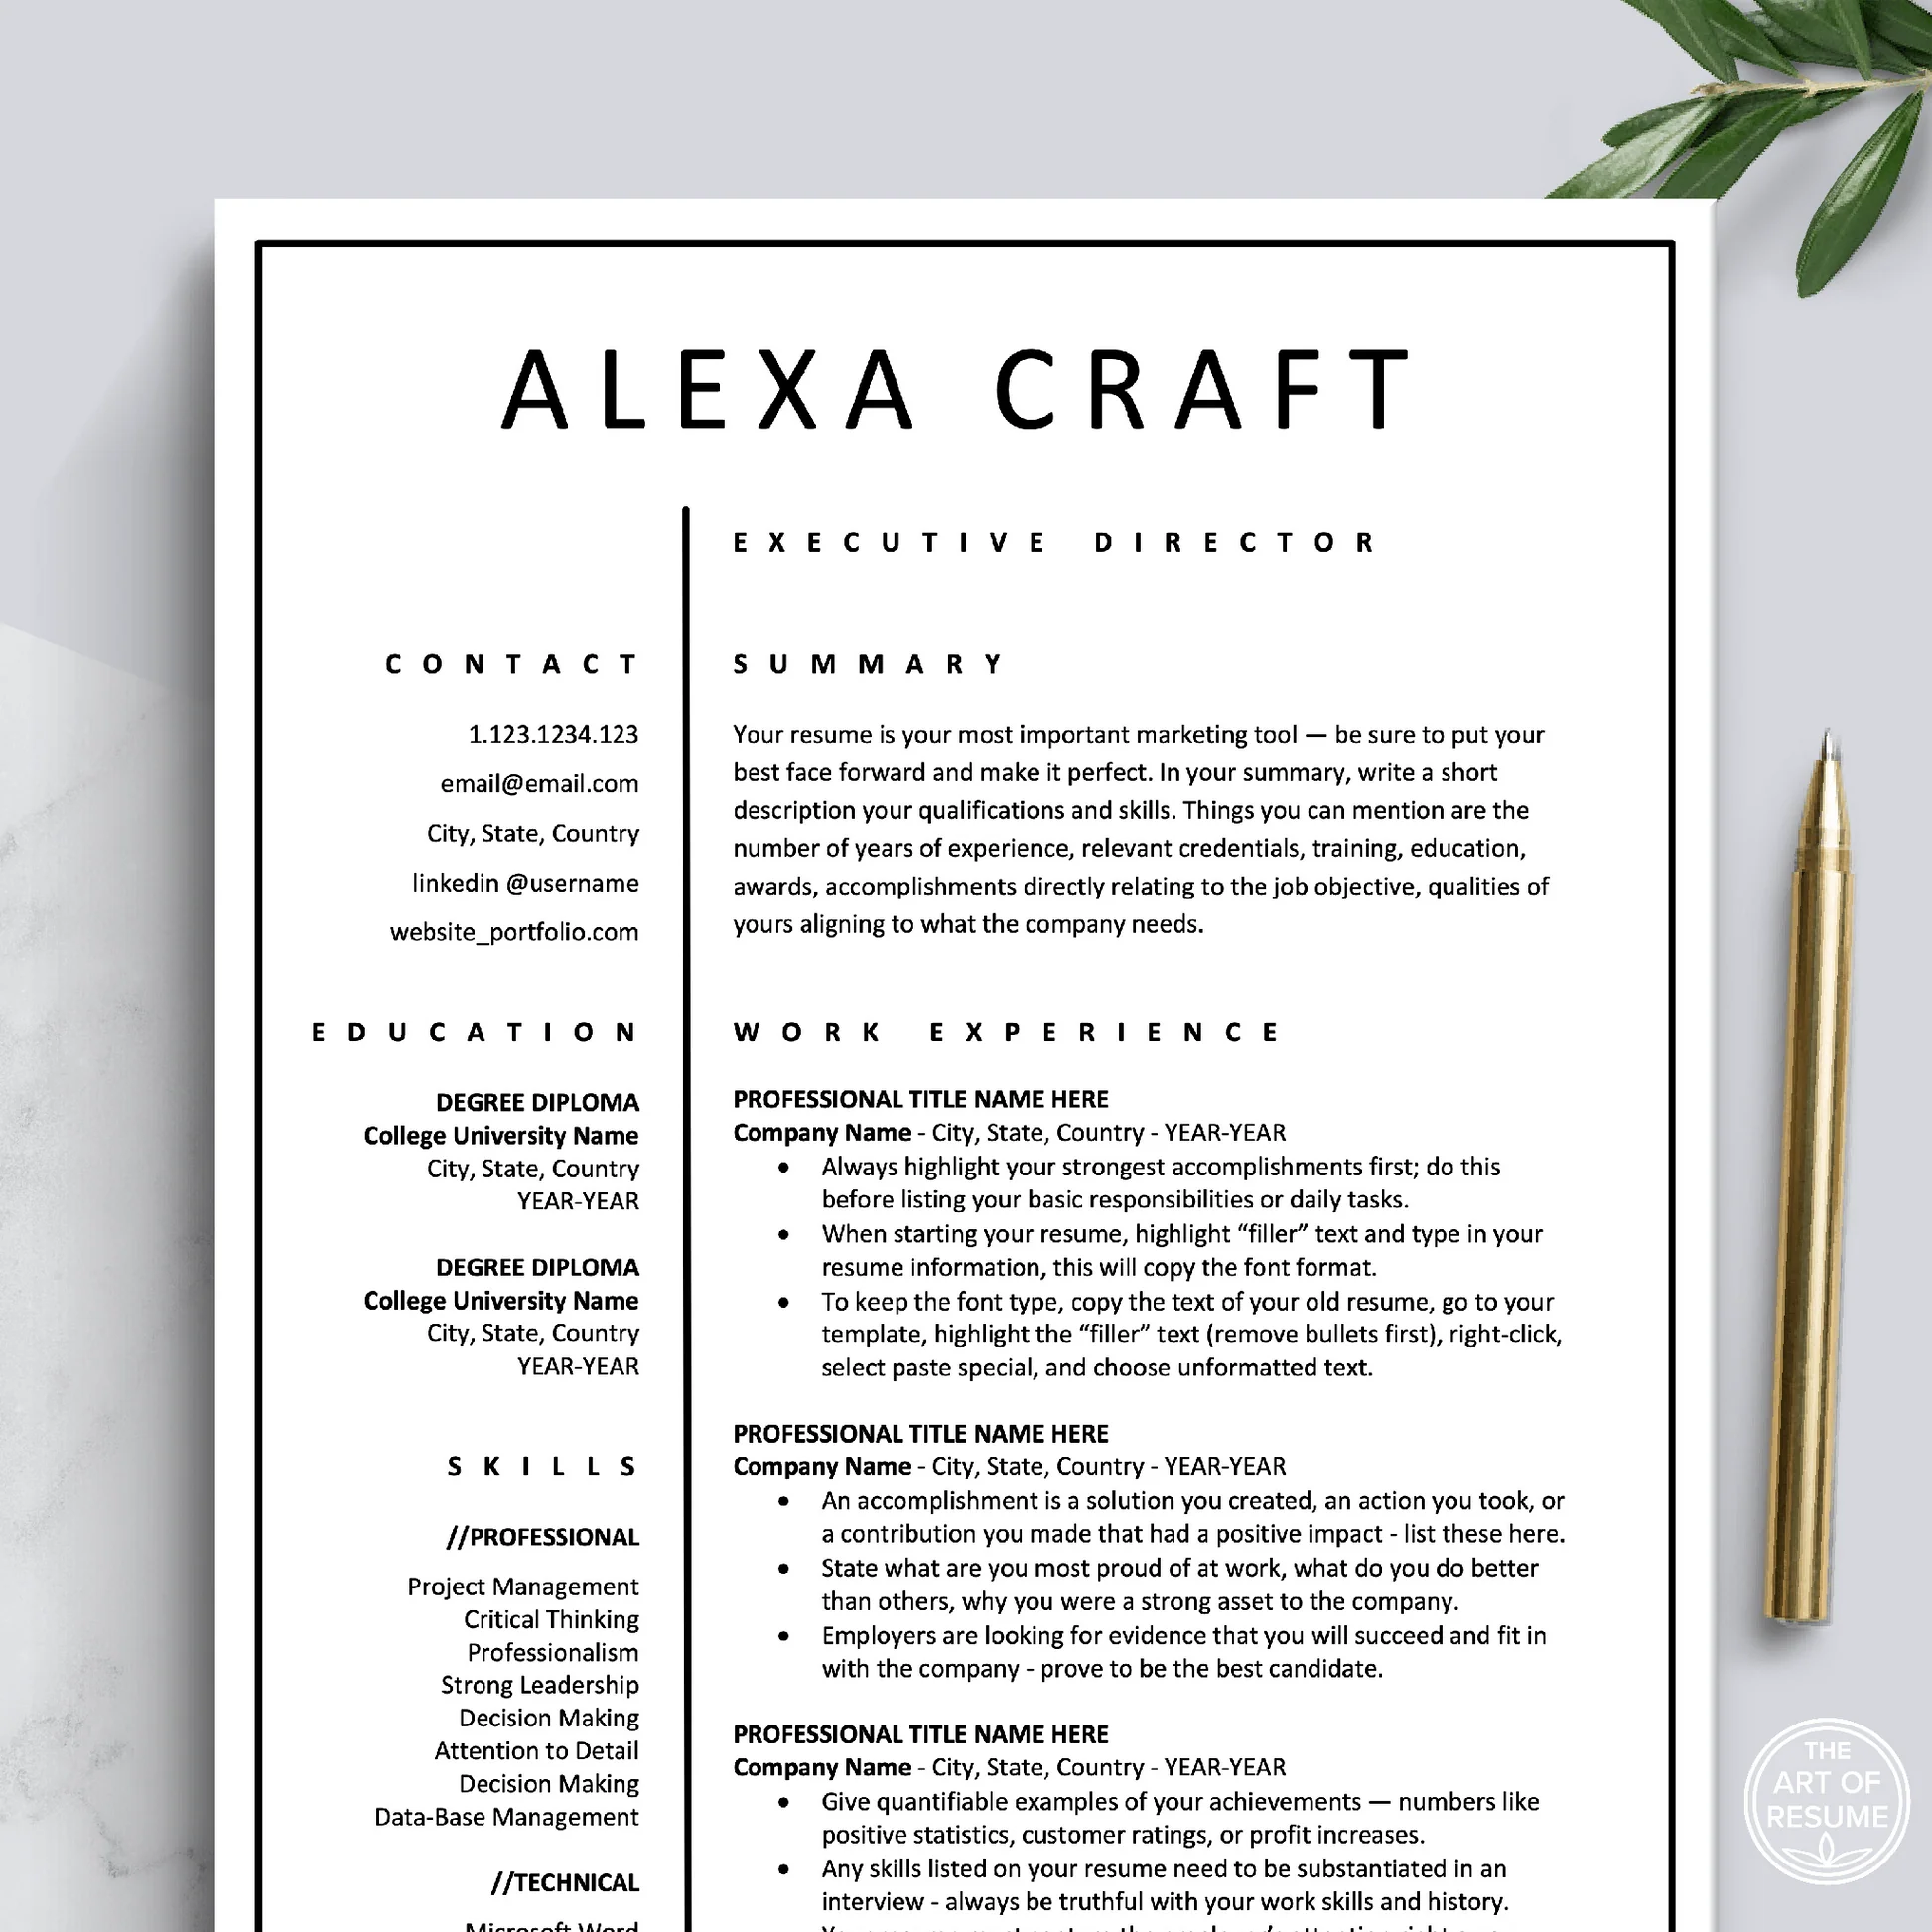 ALEXA CRAFT
EXECUTIVE DIRECTOR
CONTACT
1.123.1234.123
email@email.com
City, State, Country
linkedin @username
website_portfolio.com
EDUCATION
DEGREE DIPLOMA
College University Name
City, State, Country
YEAR-YEAR
DEGREE DIPLOMA
College University Name
City, State, Country
YEAR-YEAR
SKILLS
//PROFESSIONAL
Project Management
Critical Thinking
Professionalism
Strong Leadership
Decision Making
Attention to Detail
Decision Making
Data-Base Management
//TECHNICAL
Microsoft Word
SUMMARY
Your resume is your most important marketing tool — be sure to put your
best face forward and make it perfect. In your summary, write a short
description your qualifications and skills. Things you can mention are the
number of years of experience, relevant credentials, training, education,
awards, accomplishments directly relating to the job objective, qualities of
yours aligning to what the company needs.
WORK EXPERIENCE
PROFESSIONAL TITLE NAME HERE
Company Name - City, State, Country - YEAR-YEAR
• Always highlight your strongest accomplishments first; do this
before listing your basic responsibilities or daily tasks.
• When starting your resume, highlight “filler” text and type in your
resume information, this will copy the font format.
• To keep the font type, copy the text of your old resume, go to your
template, highlight the “filler” text (remove bullets first), right-click,
select paste special, and choose unformatted text.
PROFESSIONAL TITLE NAME HERE
Company Name - City, State, Country - YEAR-YEAR
• An accomplishment is a solution you created, an action you took, or
a contribution you made that had a positive impact - list these here.
• State what are you most proud of at work, what do you do better
than others, why you were a strong asset to the company.
• Employers are looking for evidence that you will succeed and fit in
with the company - prove to be the best candidate.
PROFESSIONAL TITLE NAME HERE
Company Name - City, State, Country - YEAR-YEAR
• Give quantifiable examples of your achievements — numbers like
positive statistics, customer ratings, or profit increases.
• Any skills listed on your resume need to be substantiated in an
interview - always be truthful with your work skills and history.
THE
ART OF
RESUME